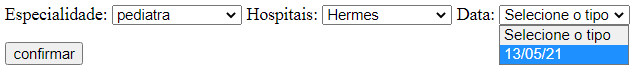 Especialidade: pediatra Hospitais: Hermes Data: Selecione o tipo
Selecione o tipo
confirmar 13/05/21